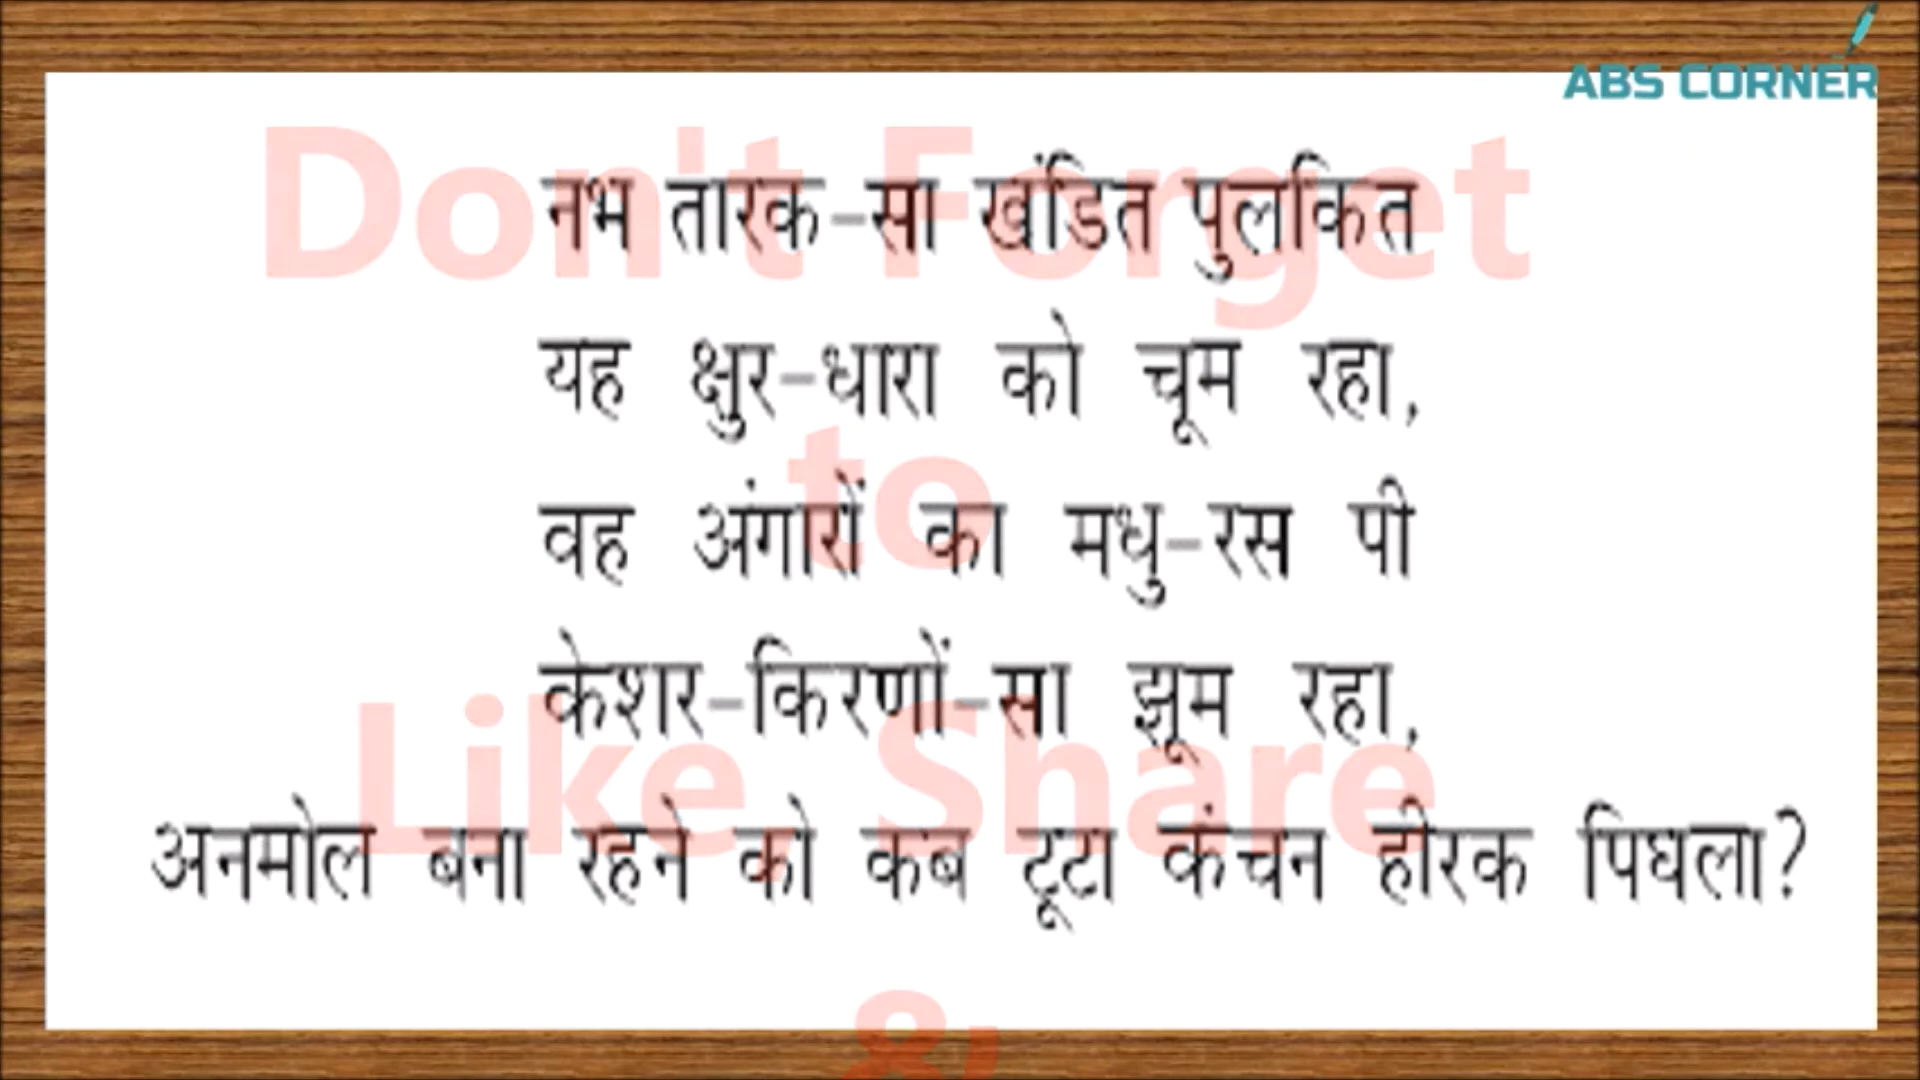 ABS CORNER
Don't Forget
नभ तारक-सा खंडित पुलकित
यह क्षुर-धारा को चूम रहा,
to
वह अंगारों का मधु-रस पी
केशर-किरणों-सा झूम रहा,
Like, Share
अनमोल बना रहने को कब टूटा कंचन हीरक पिघला?
&